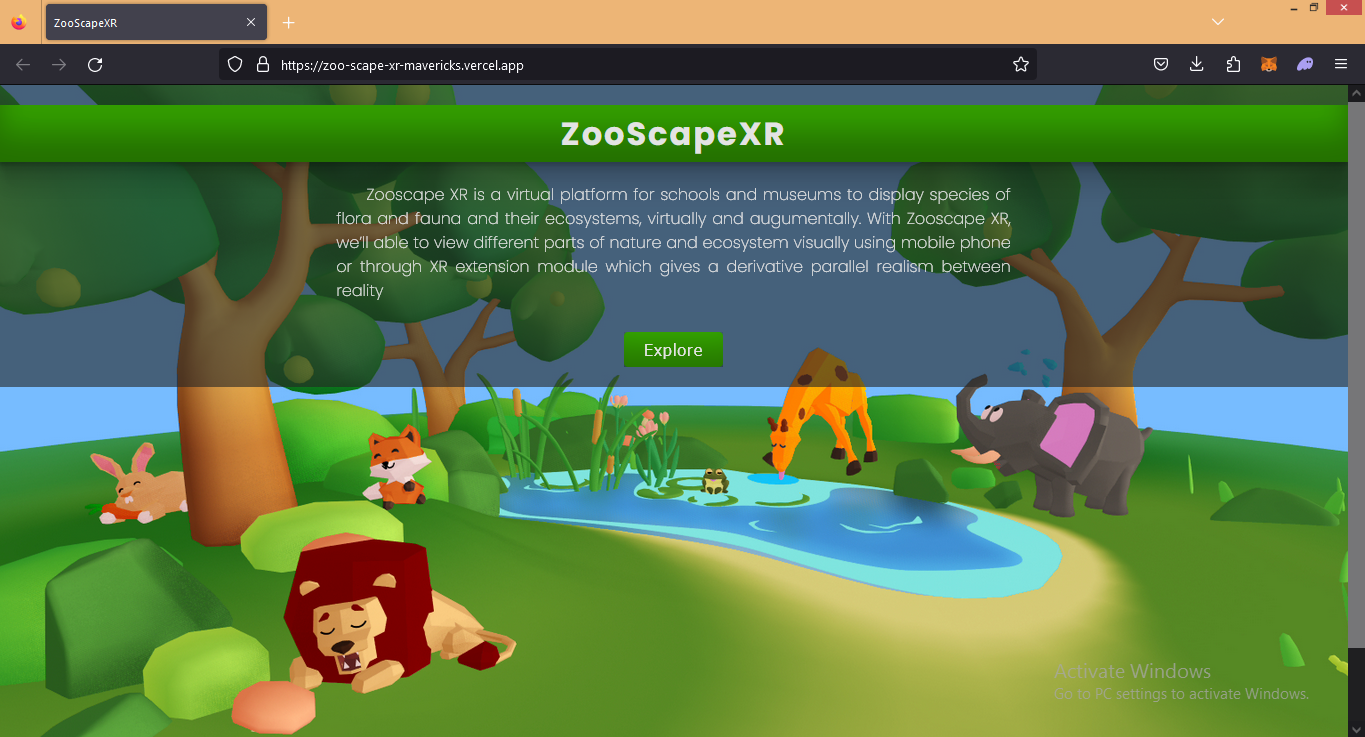 ZooScapeXR
https://zoo-scape-xr-mavericks.vercel.app
ZooScapeXR
Zooscape XR is a virtual platform for schools and museums to display species of
flora and fauna and their ecosystems, virtually and augumentally. With Zooscape XR,
we'll able to view different parts of nature and ecosystem visually using mobile phone
or through XR extension module which gives a derivative parallel realism between
reality
Explore
Activate Windows
Go to PC settings to activate Windows.